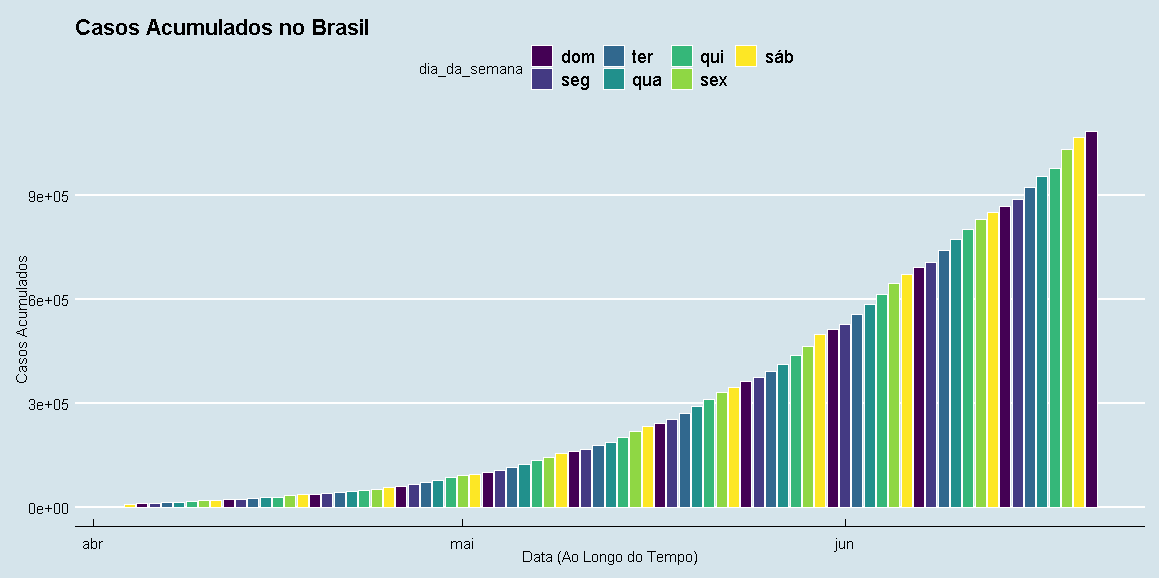 Casos Acumulados no Brasil
dia_da_semana
dom ter qui sáb
seg qua sex
Casos Acumulados
9e+05
6e+05
3e+05
0e+00
abr mai jun
Data (Ao Longo do Tempo)